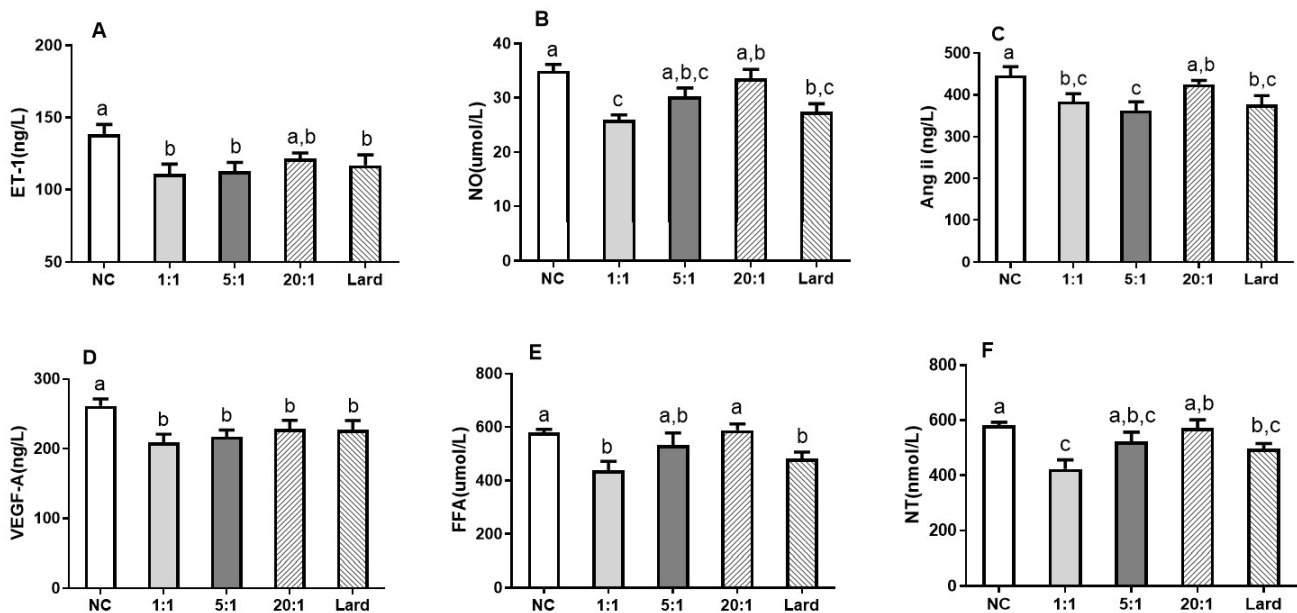 A
ET-1(ng/L)
200
150
100
50
a
b
b
a,b
b
NC 1:1 5:1 20:1 Lard
B
NO(umol/L)
40
30
20
10
0
a
c
a,b,c
a,b
b,c
NC 1:1 5:1 20:1 Lard
C
Ang ii (ng/L)
500
400
300
200
100
0
a
b,c
c
a,b
b,c
NC 1:1 5:1 20:1 Lard
D
VEGF-A(ng/L)
300
200
100
0
a
b
b
b
b
NC 1:1 5:1 20:1 Lard
E
FFA(umol/L)
800
600
400
200
0
a
b
a,b
a
b
NC 1:1 5:1 20:1 Lard
F
NT(nmol/L)
800
600
400
200
0
a
c
a,b,c
a,b
b,c
NC 1:1 5:1 20:1 Lard